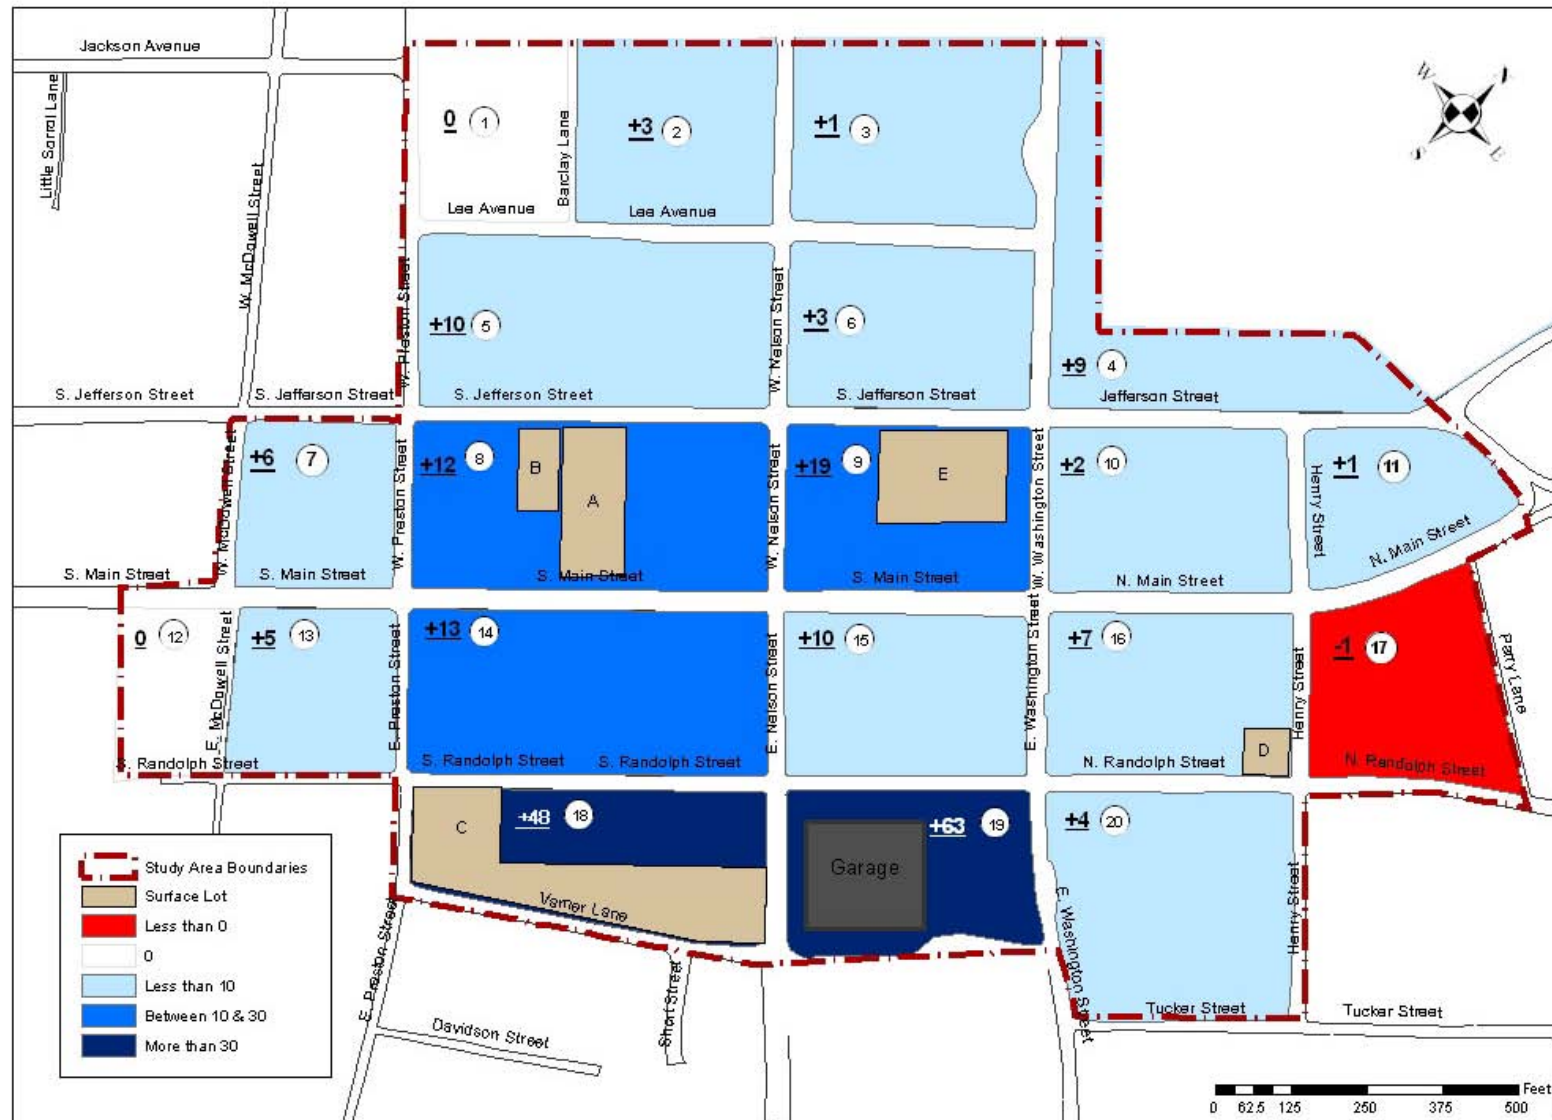 Jackson Avenue
Little Sorrol Lane
W. McDowell Street
0 1
Barclay Lane
+3 2
+1 3
W N
S E
Lee Avenue
Lee Avenue
W. Preston Street
+10 5
W. Nelson Street
+3 6
+9 4
S. Jefferson Street
S. Jefferson Street
S. Jefferson Street
S. Jefferson Street
Jefferson Street
W. McDowell Street
+6 7
W. Preston Street
+12 8
B
A
W. Nelson Street
+19 9
E
W. Washington Street
+2 10
Henry Street
+1 11
N. Main Street
S. Main Street
S. Main Street
S. Main Street
S. Main Street
N. Main Street
0 12
E. McDowell Street
+5 13
E. Preston Street
+13 14
E. Nelson Street
+10 15
E. Washington Street
+7 16
D
Henry Street
-1 17
Parry Lane
S. Randolph Street
S. Randolph Street
S. Randolph Street
N. Randolph Street
N. Randolph Street
C
+48 18
Garage
+63 19
+4 20
Varner Lane
E. Preston Street
Short Street
E. Washington Street
Henry Street
Davidson Street
Tucker Street
Tucker Street
Study Area Boundaries
Surface Lot
Less than 0
0
Less than 10
Between 10 & 30
More than 30
Feet
0 62.5 125 250 375 500